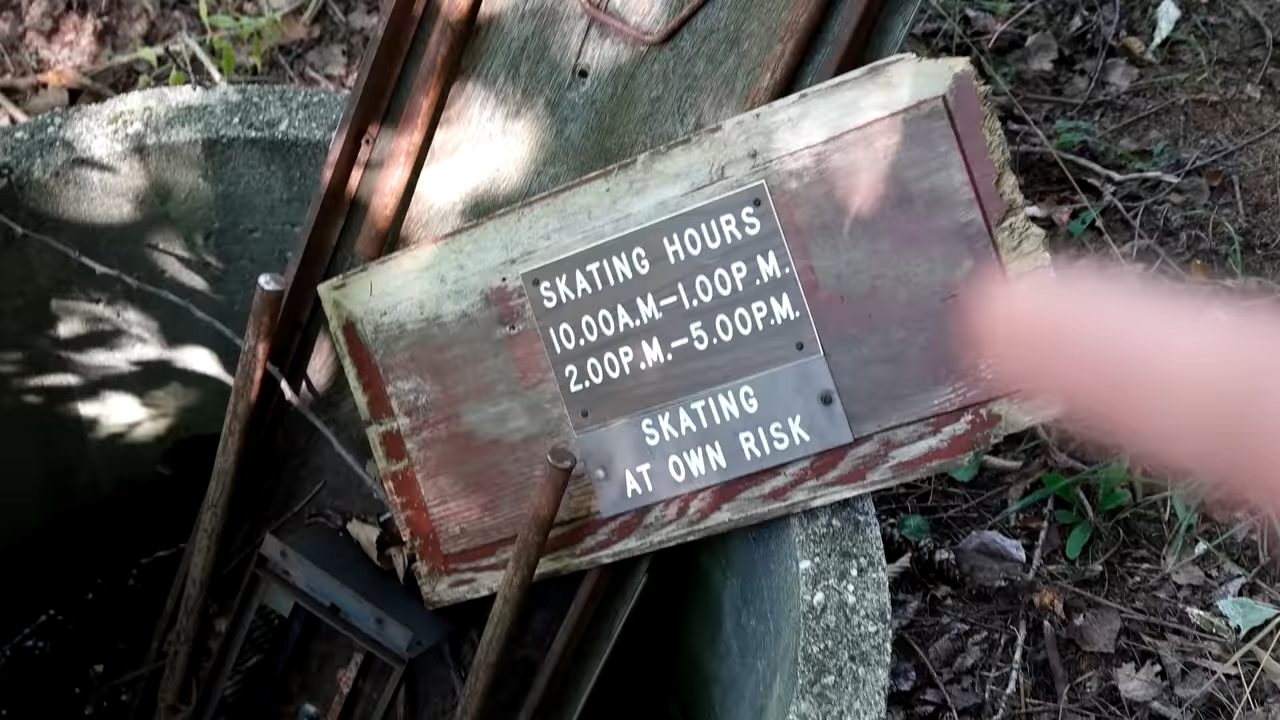 SKATING HOURS
10.00A.M-1.00P.M.
2.00P.M.-5.00P.M.
SKATING
AT OWN RISK